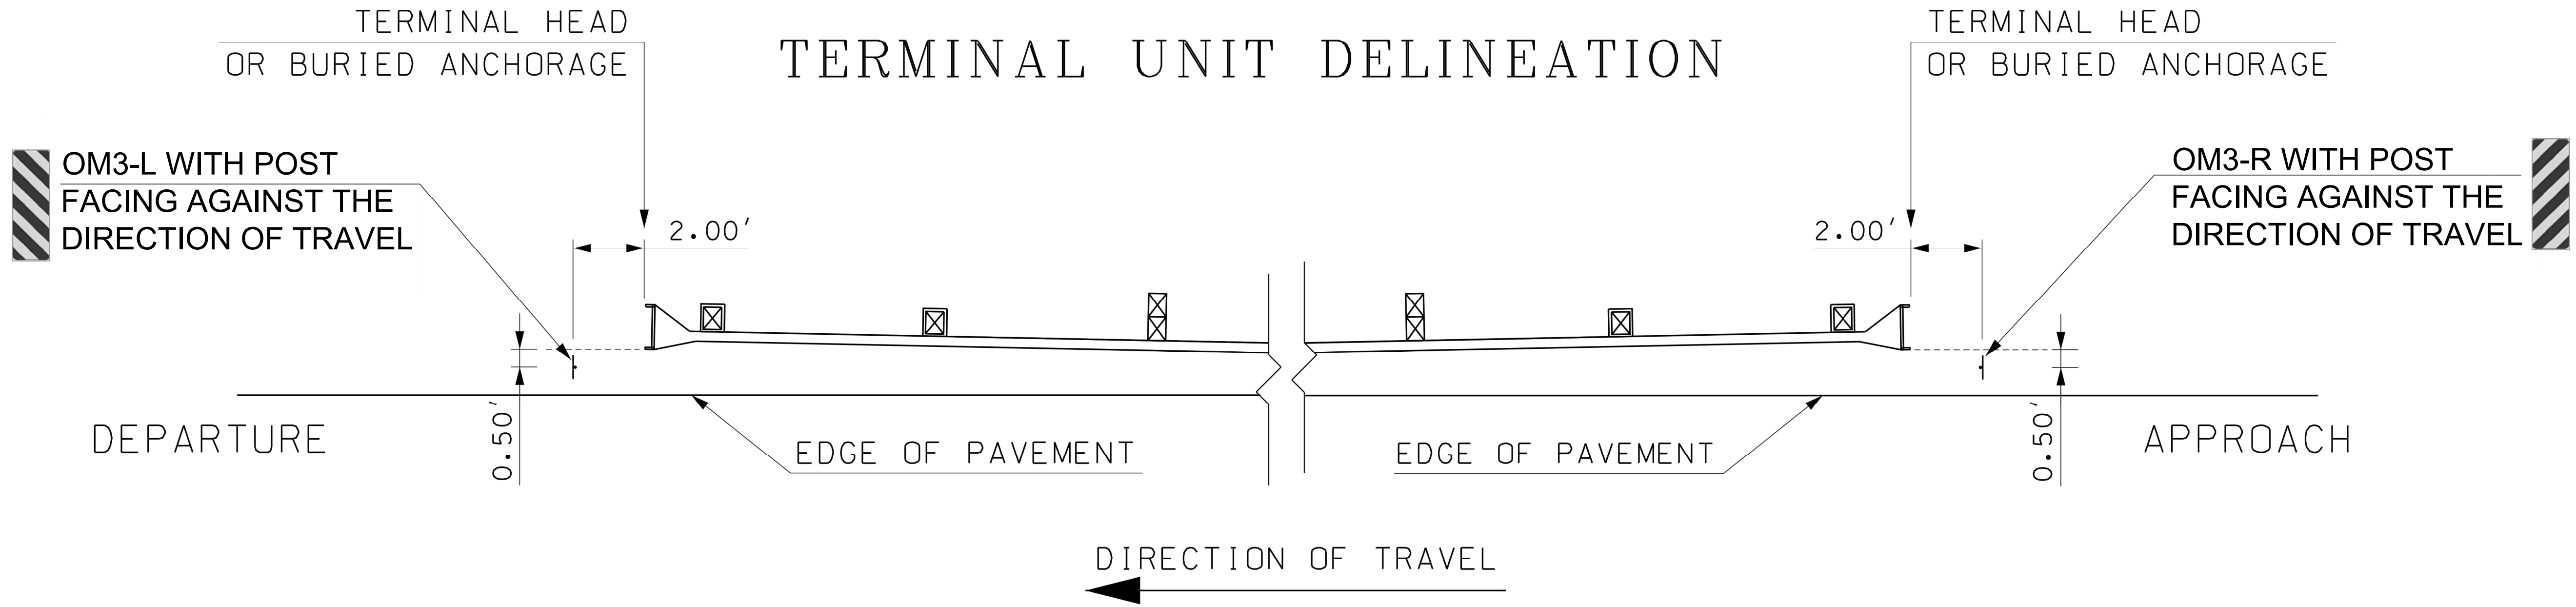 TERMINAL HEAD
OR BURIED ANCHORAGE
TERMINAL UNIT DELINEATION
TERMINAL HEAD
OR BURIED ANCHORAGE
OM3-L WITH POST
FACING AGAINST THE
DIRECTION OF TRAVEL
OM3-R WITH POST
FACING AGAINST THE
DIRECTION OF TRAVEL
2.00'
2.00'
0.50'
0.50'
DEPARTURE
EDGE OF PAVEMENT
EDGE OF PAVEMENT
APPROACH
DIRECTION OF TRAVEL